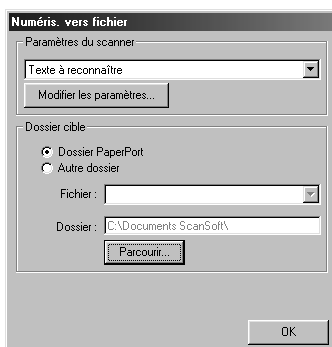 Numéris. vers fichier
Paramètres du scanner
Texte à reconnaître
Modifier les paramètres...
Dossier cible
Dossier PaperPort
Autre dossier
Fichier :
Dossier : C:\Documents ScanSoft\
Parcourir...
OK